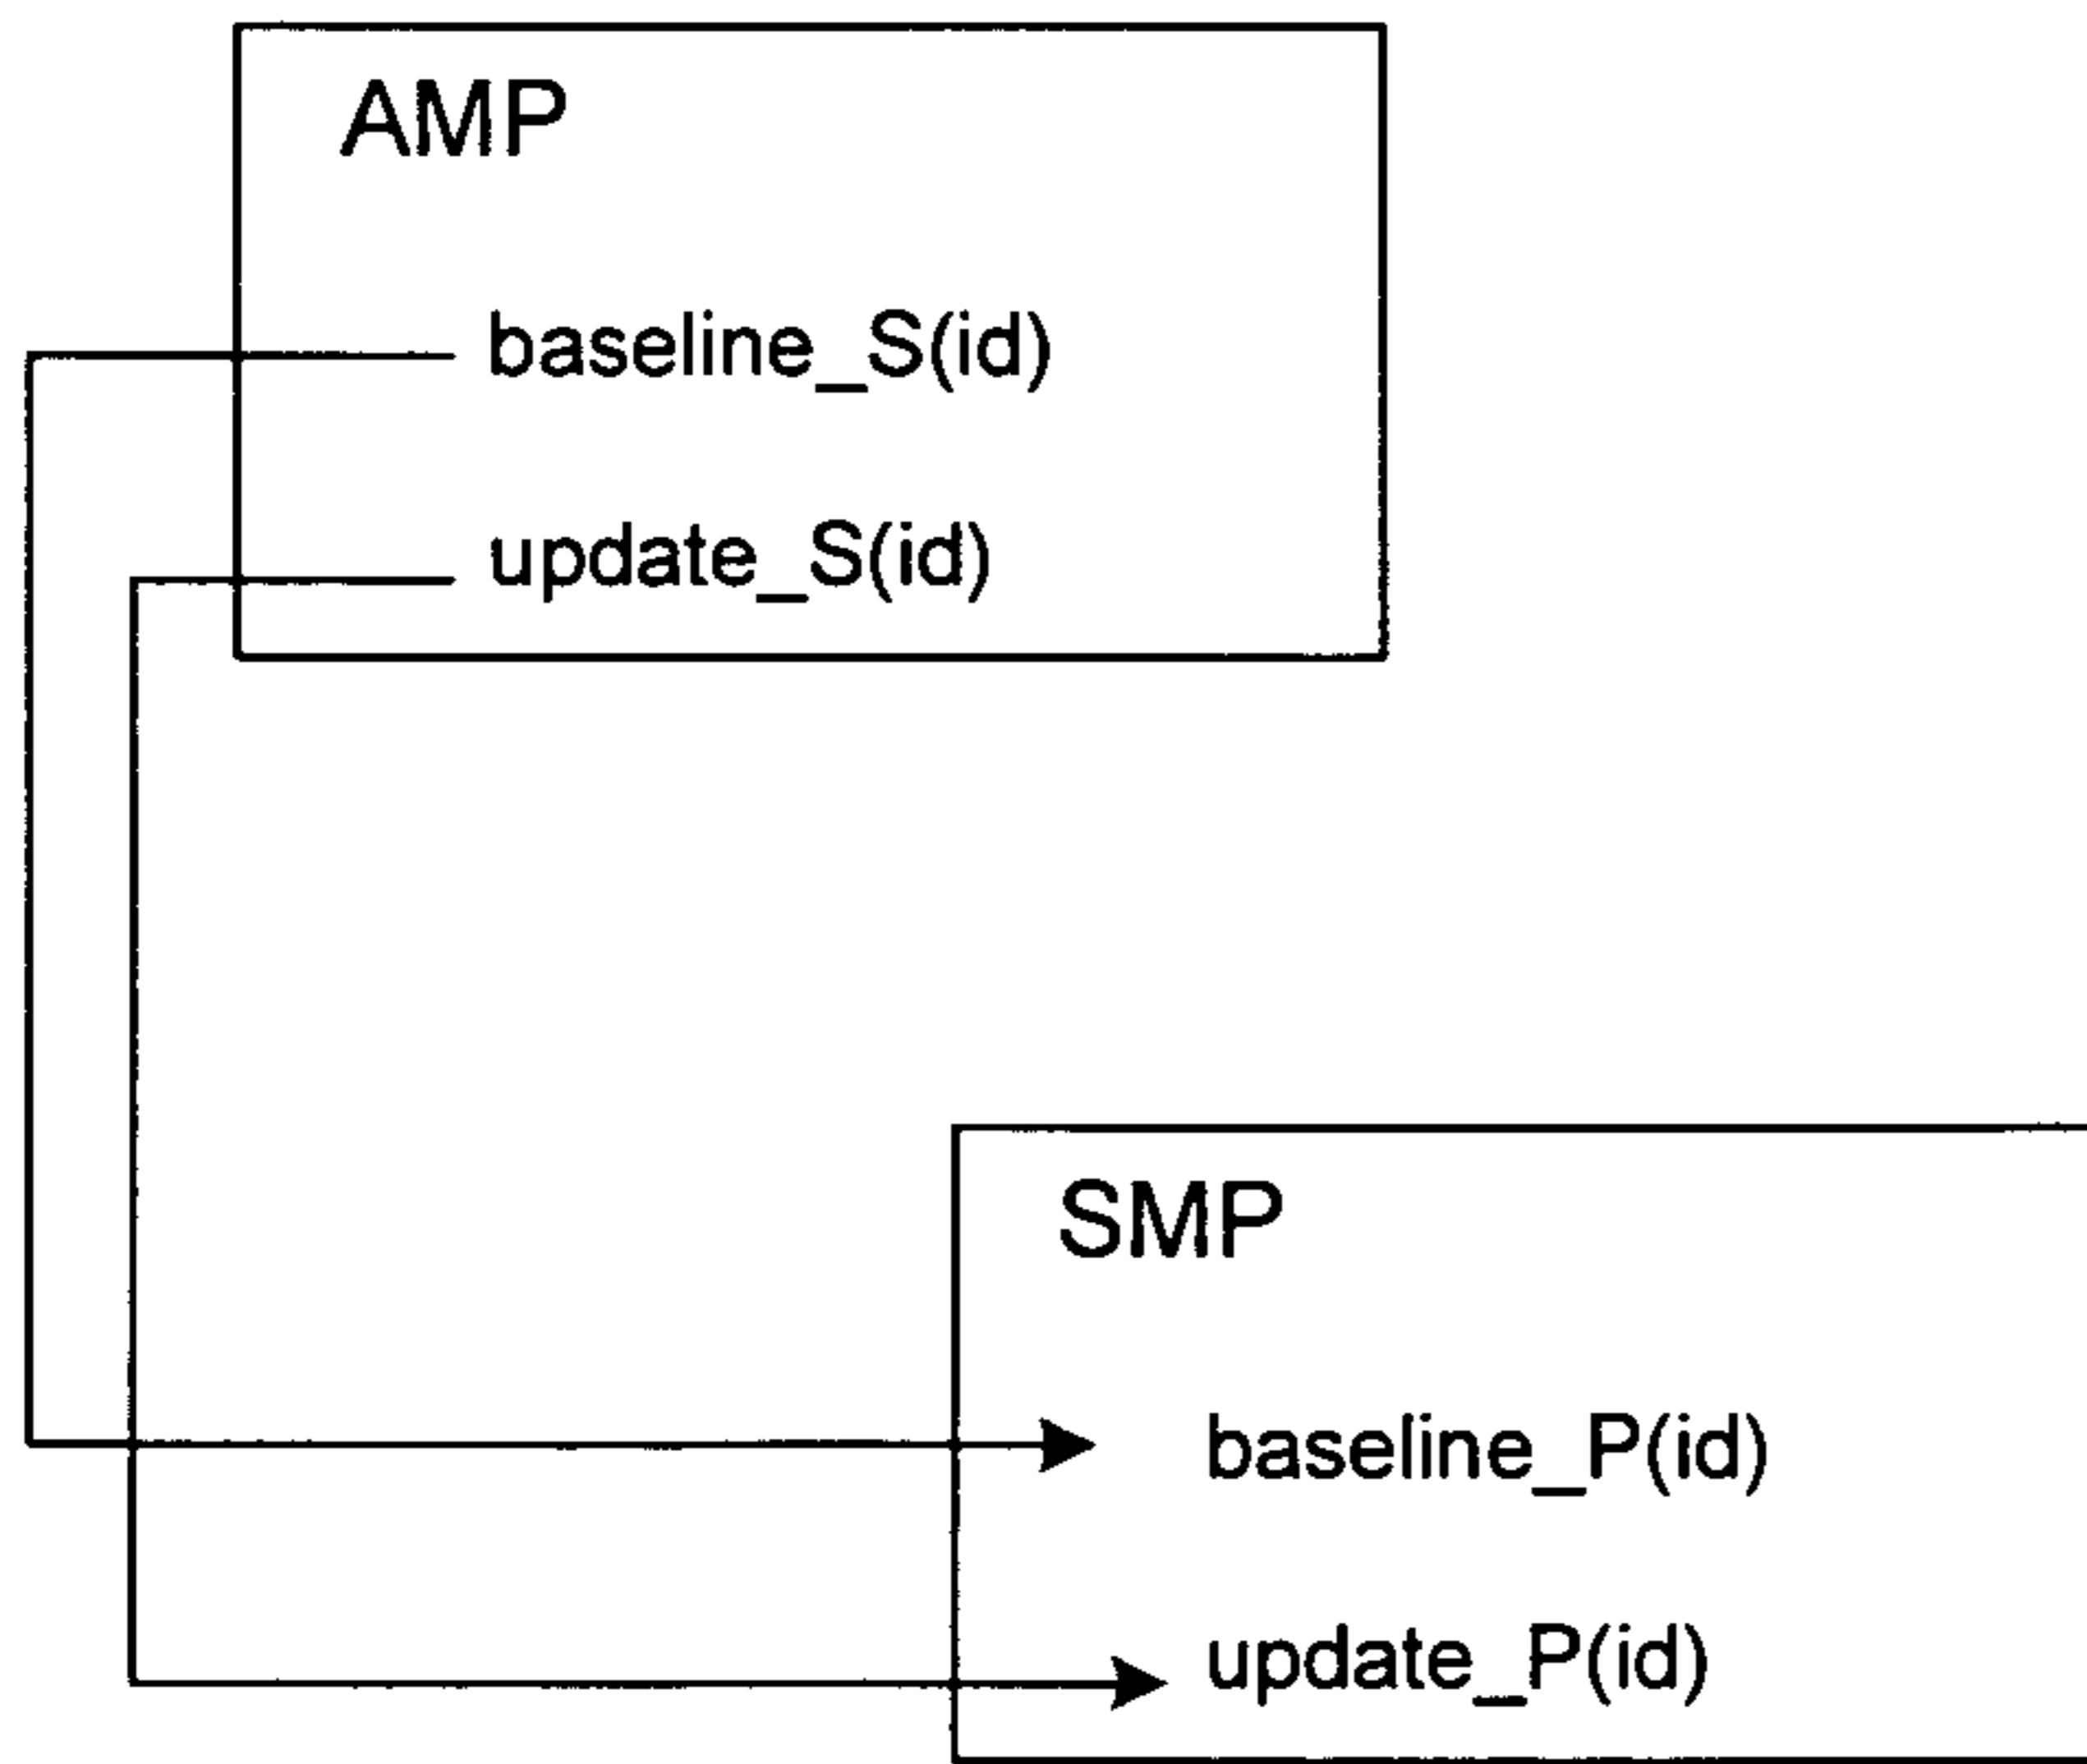 AMP
baseline_S(id)
update_S(id)
SMP
baseline_P(id)
update_P(id)